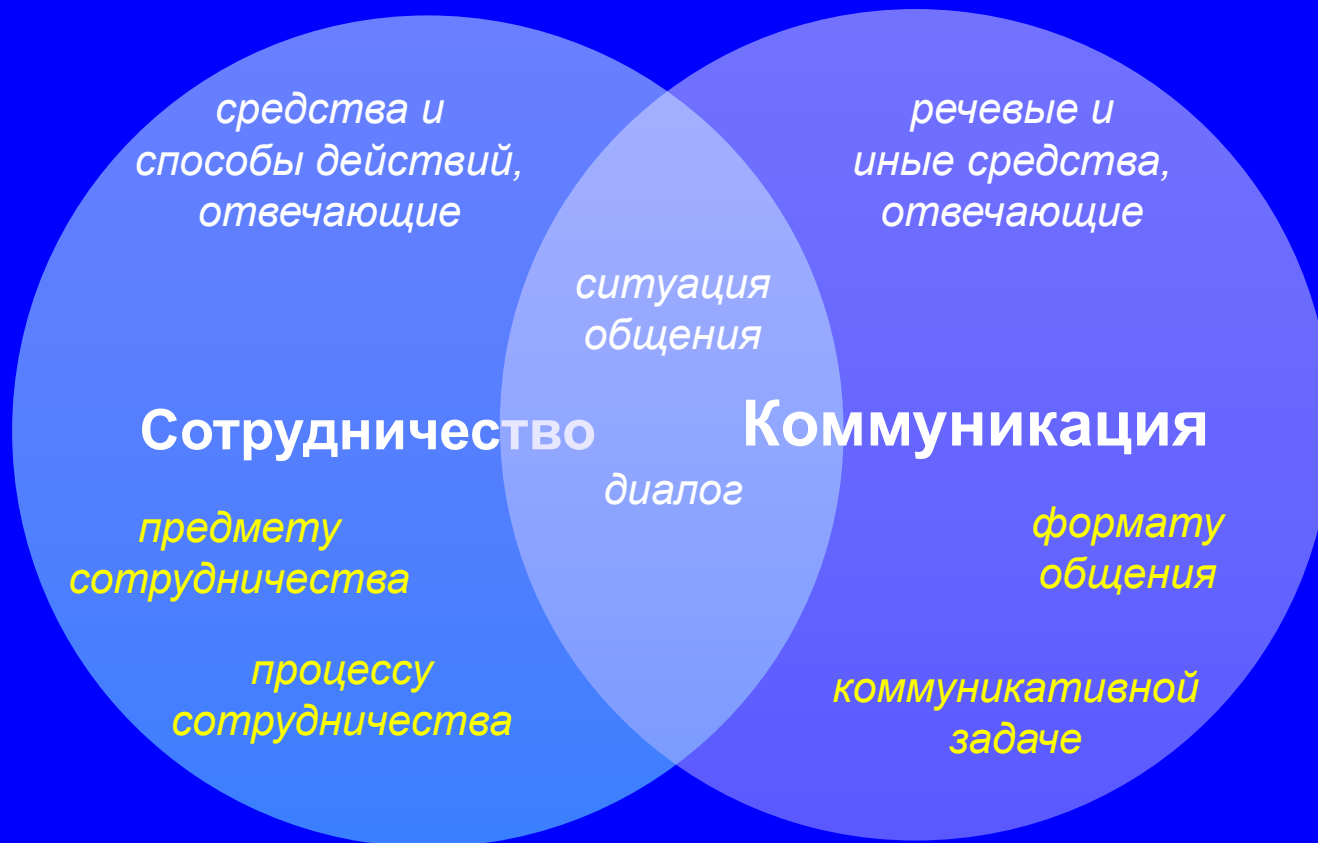 средства и
способы действий,
отвечающие
речевые и
иные средства,
отвечающие
ситуация
общения
Сотрудничество
Коммуникация
диалог
предмету
сотрудничества
формату
общения
процессу
сотрудничества
коммуникативной
задаче